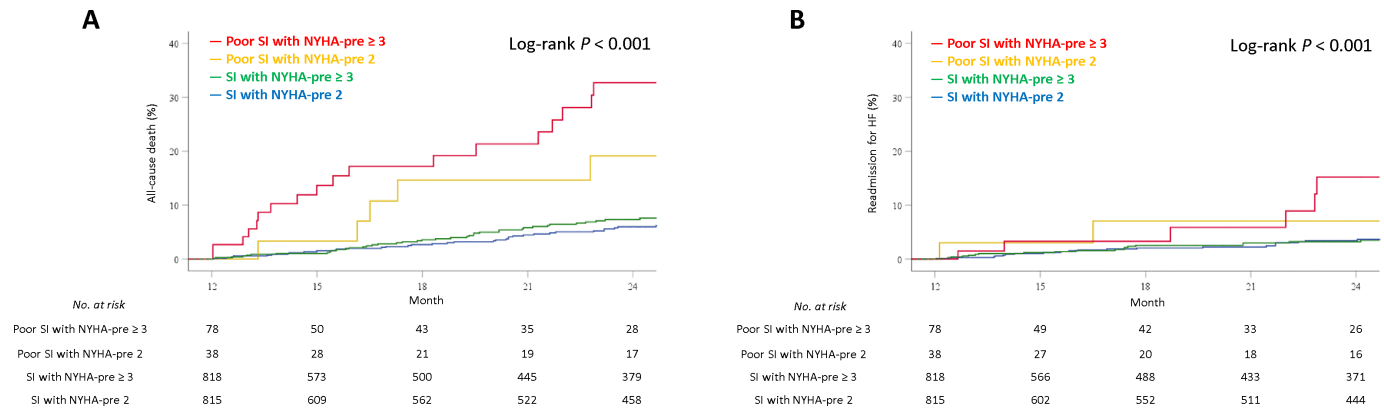 A
Log-rank P < 0.001
Poor SI with NYHA-pre ≥ 3
Poor SI with NYHA-pre 2
SI with NYHA-pre ≥ 3
SI with NYHA-pre 2
All-cause death (%)
40
30
20
10
0
12 15 18 21 24
Month
No. at risk
Poor SI with NYHA-pre ≥ 3 78 50 43 35 28
Poor SI with NYHA-pre 2 38 28 21 19 17
SI with NYHA-pre ≥ 3 818 573 500 445 379
SI with NYHA-pre 2 815 609 562 522 458
B
Log-rank P < 0.001
Poor SI with NYHA-pre ≥ 3
Poor SI with NYHA-pre 2
SI with NYHA-pre ≥ 3
SI with NYHA-pre 2
Readmission for HF (%)
40
30
20
10
0
12 15 18 21 24
Month
No. at risk
Poor SI with NYHA-pre ≥ 3 78 49 42 33 26
Poor SI with NYHA-pre 2 38 27 20 18 16
SI with NYHA-pre ≥ 3 818 566 488 433 371
SI with NYHA-pre 2 815 602 552 511 444